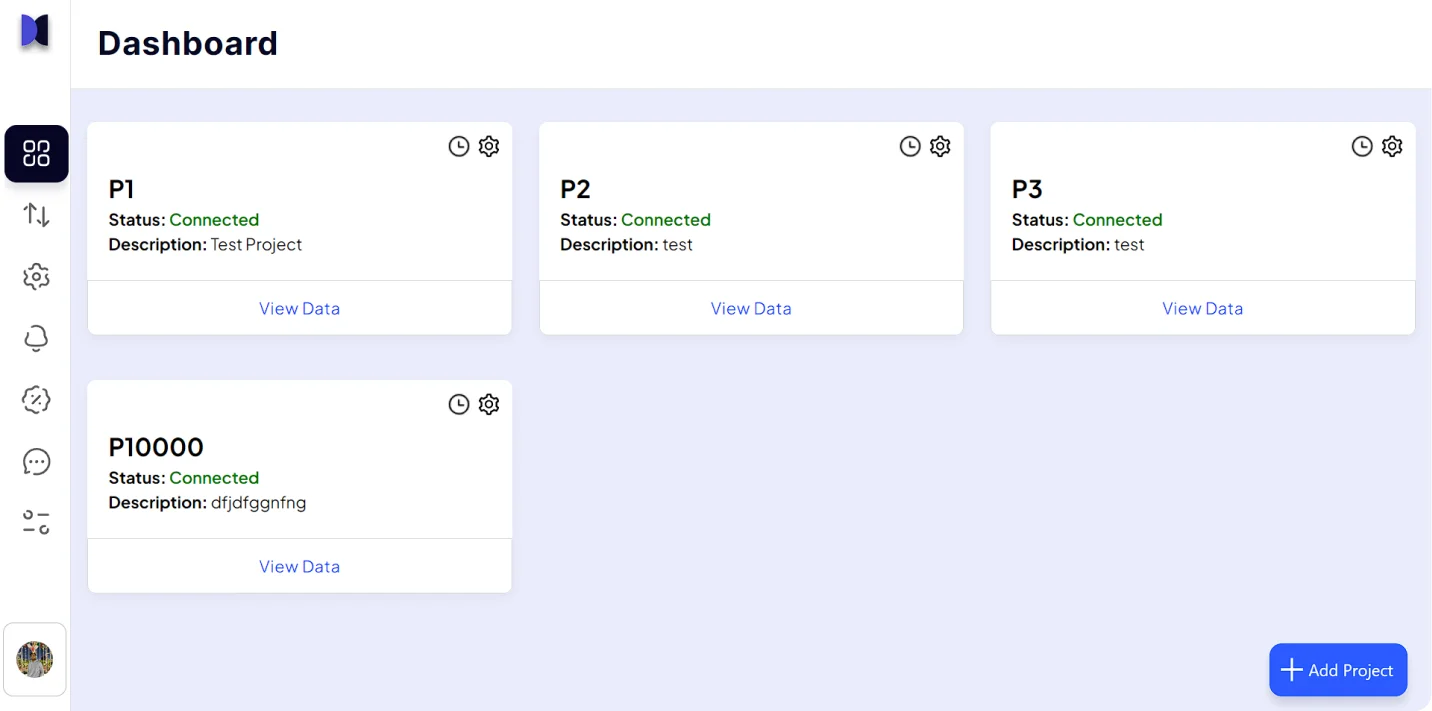 Dashboard
P1
Status: Connected
Description: Test Project
View Data
P2
Status: Connected
Description: test
View Data
P3
Status: Connected
Description: test
View Data
P10000
Status: Connected
Description: dfjdfggnfng
View Data
Add Project